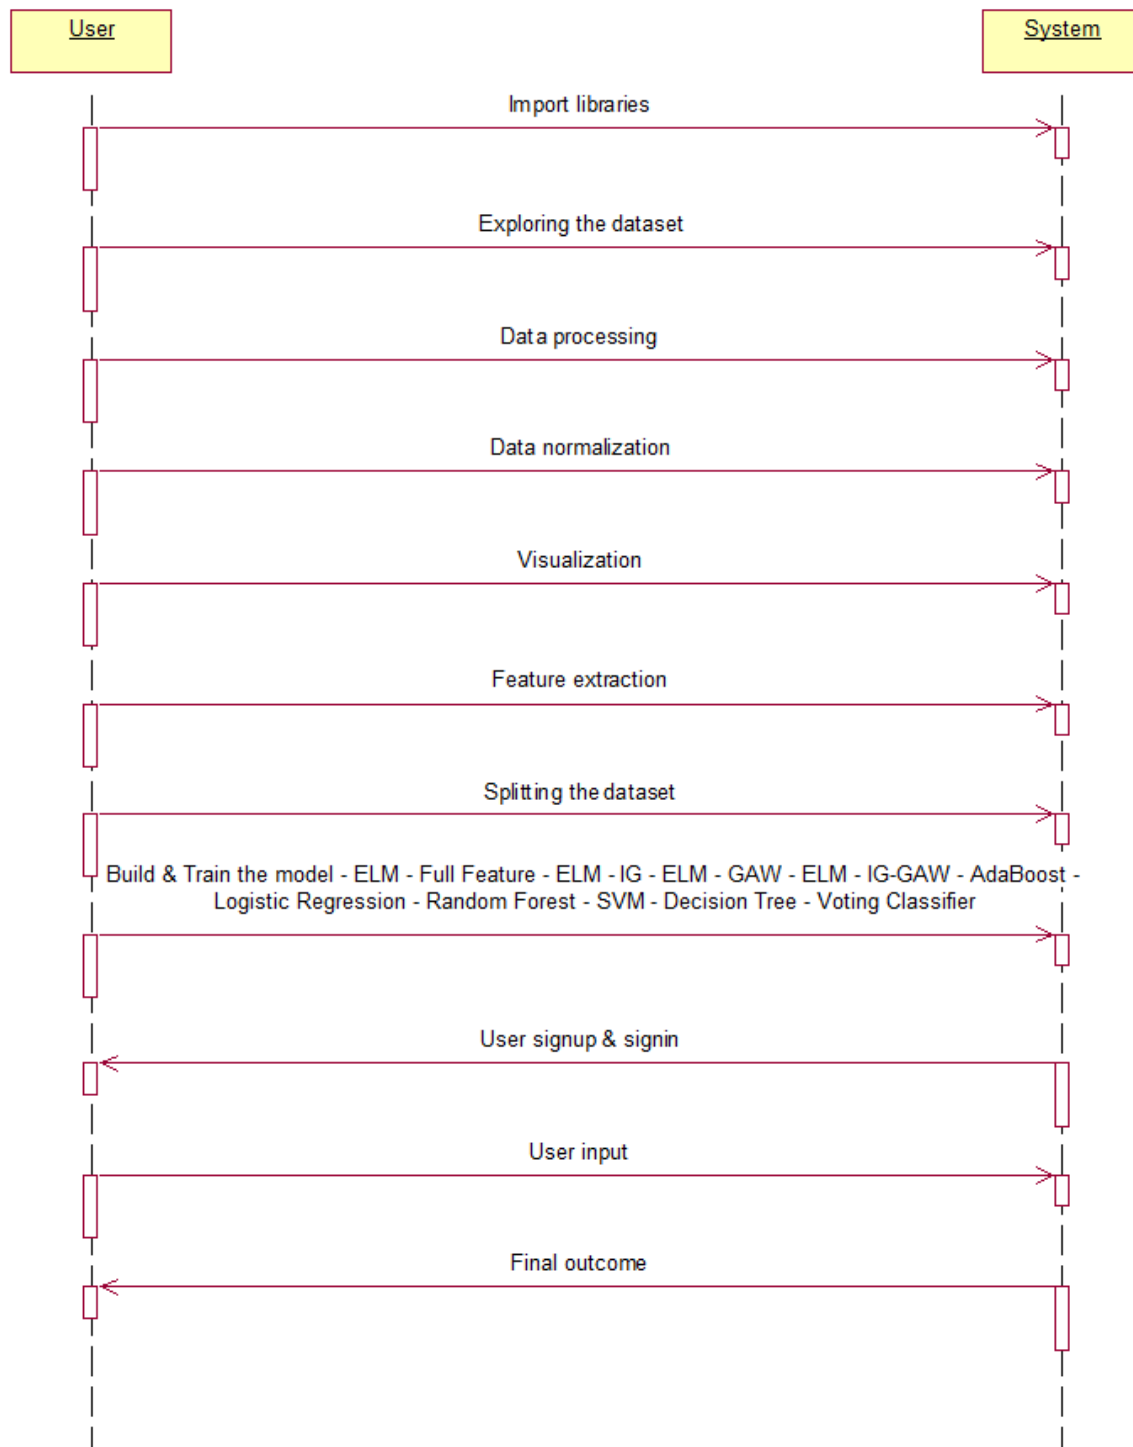 User
System
Import libraries
Exploring the dataset
Data processing
Data normalization
Visualization
Feature extraction
Splitting the dataset
Build & Train the model - ELM - Full Feature - ELM - IG - ELM - GAW - ELM - IG-GAW - AdaBoost -
Logistic Regression - Random Forest - SVM - Decision Tree - Voting Classifier
User signup & signin
User input
Final outcome